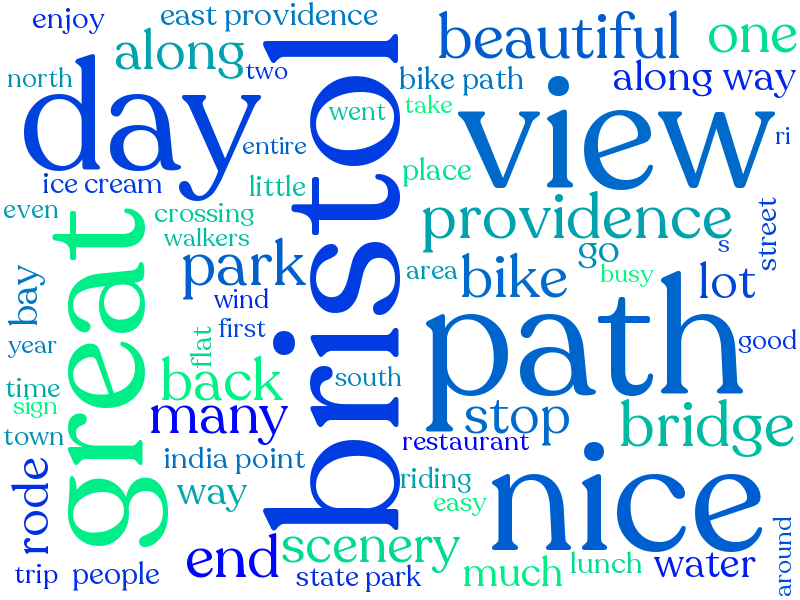 enjoy
east providence
along
two
north
day
went
entire
ice cream
little
beautiful
one
bike path
along way
take
view
ri
place
even
crossing
walkers
great
bristol
providence
go
s
street
park
area
bike
busy
lot
bay
wind
first
flat
year
path
good
time
sign
back
south
many
stop
bridge
town
restaurant
india point
rode
way
riding
easy
nice
end
scenery
trip
people
state park
much
lunch
water
around